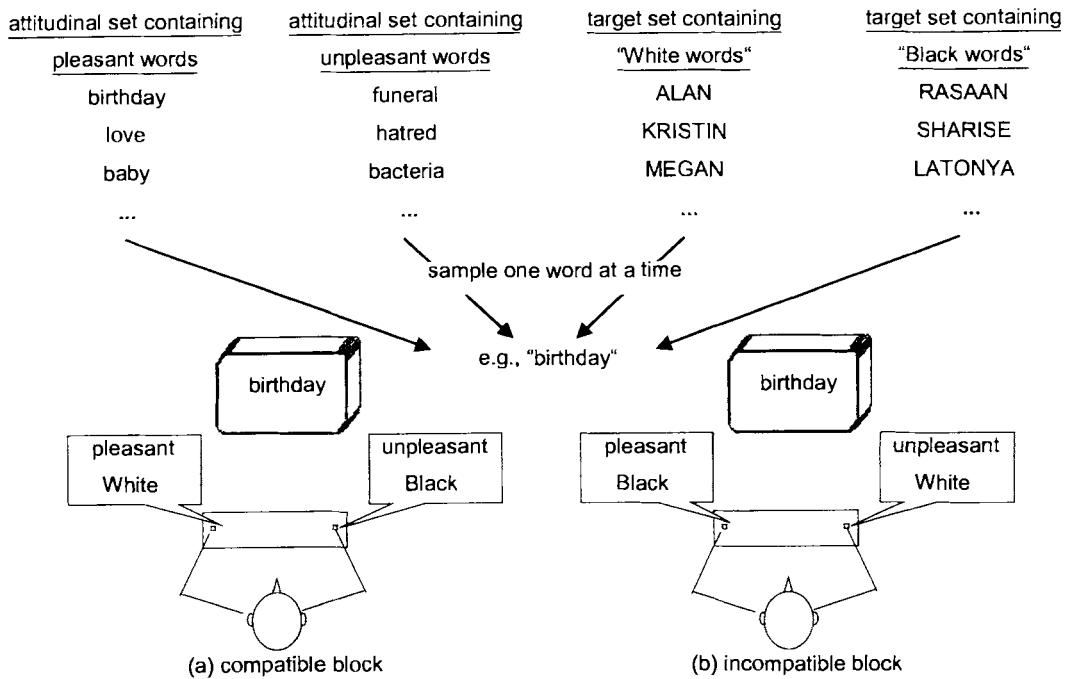 attitudinal set containing
pleasant words
birthday
love
baby
...
attitudinal set containing
unpleasant words
funeral
hatred
bacteria
...
target set containing
“White words“
ALAN
KRISTIN
MEGAN
...
target set containing
“Black words“
RASAAN
SHARISE
LATONYA
...
sample one word at a time
e.g., “birthday“
birthday
pleasant
White
unpleasant
Black
(a) compatible block
birthday
pleasant
Black
unpleasant
White
(b) incompatible block